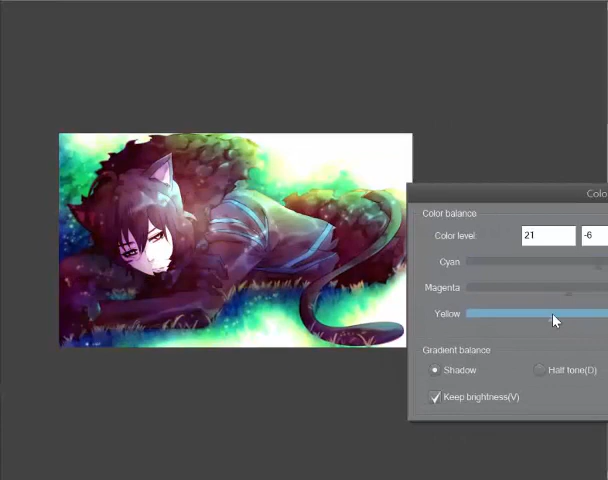 Colo
Color balance
Color level 21 -6
Cyan
Magenta
Yellow
Gradient balance
Shadow Half tone(D)
Keep brightness(V)